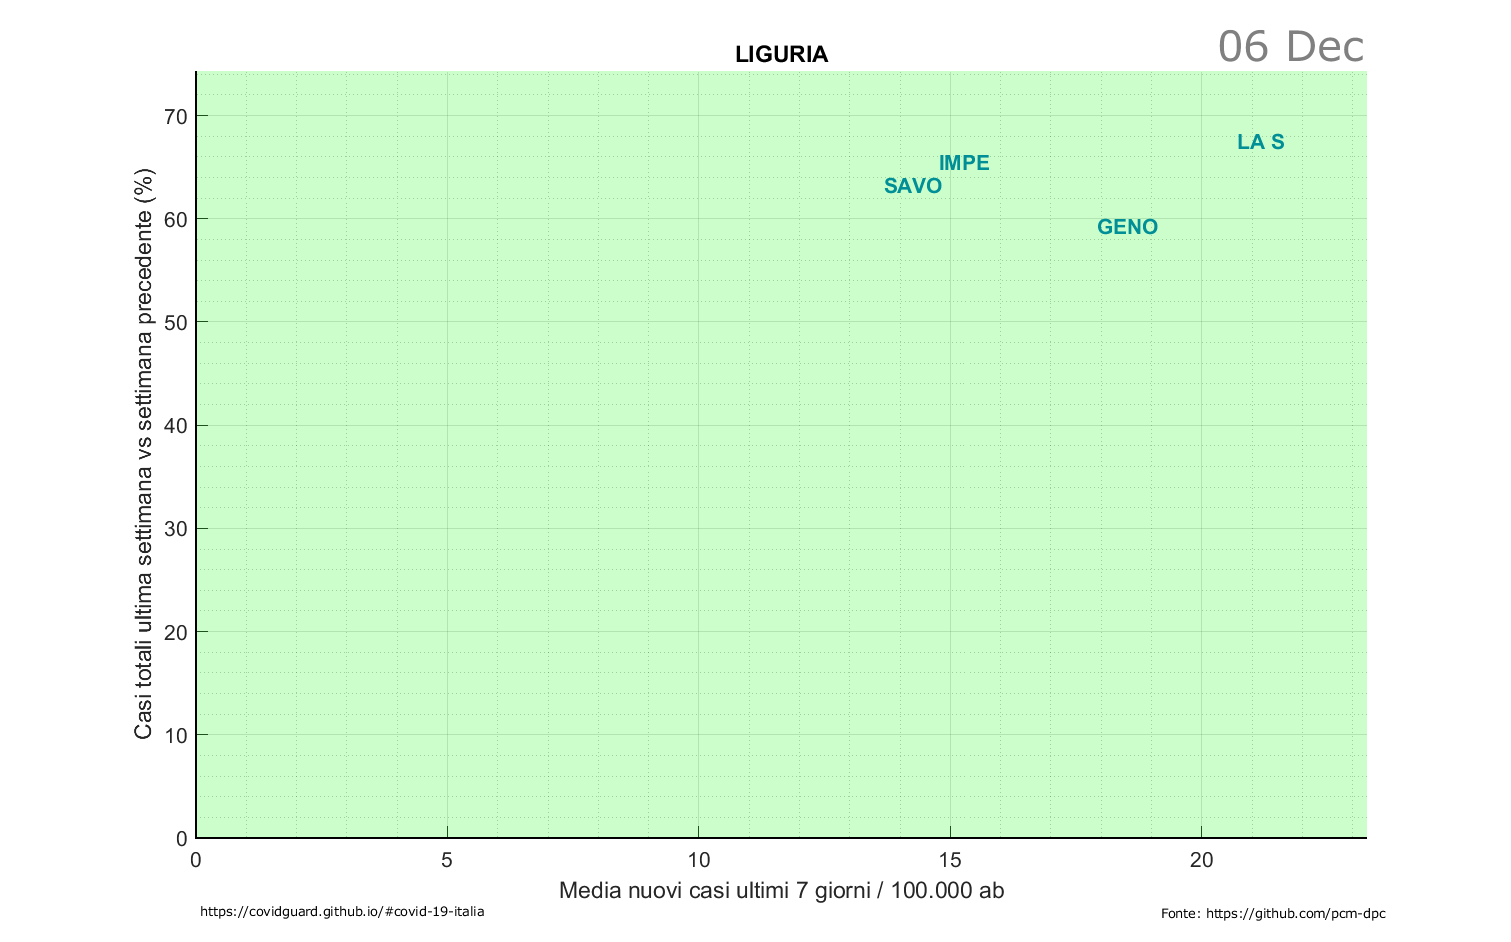 06 Dec
LIGURIA
Casi totali ultima settimana vs settimana precedente (%)
70
60
50
40
30
20
10
0
LA S
IMPE
SAVO
GENO
0
5
10
15
20
Media nuovi casi ultimi 7 giorni / 100.000 ab
https://covidguard.github.io/#covid-19-italia
Fonte: https://github.com/pcm-dpc